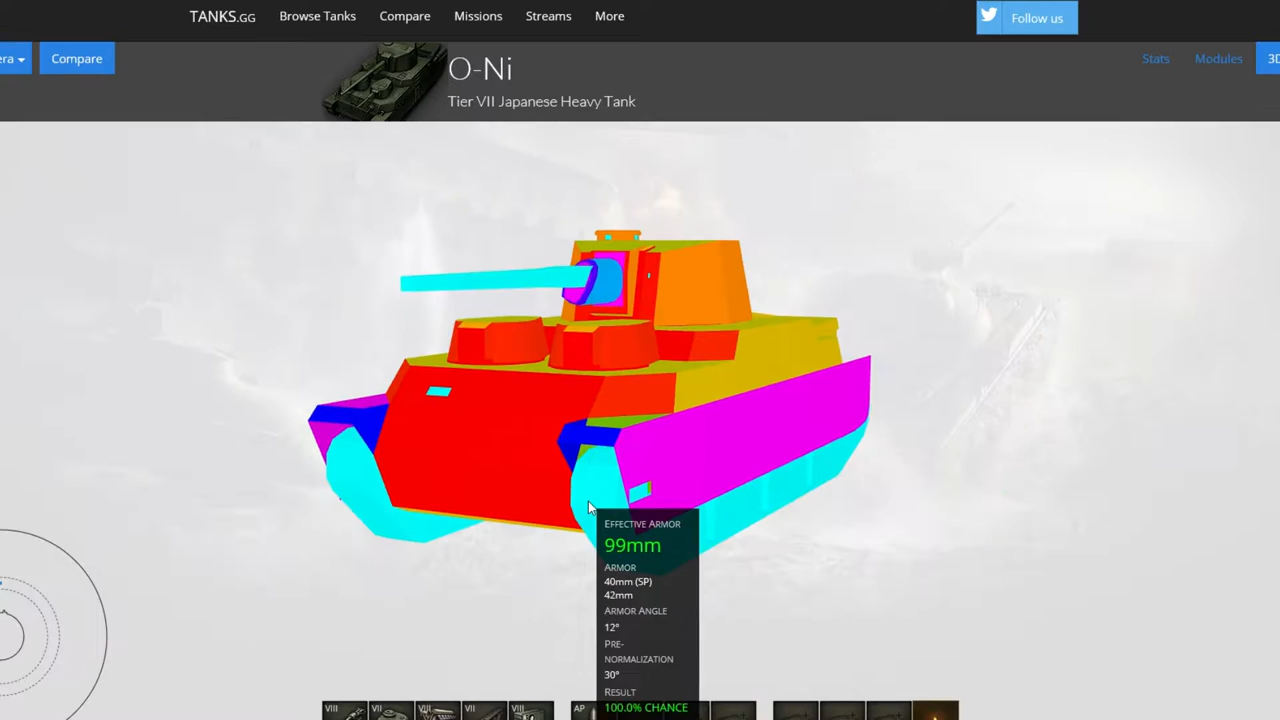 TANKS.GG Browse Tanks Compare Missions Streams More Follow us
era Compare
O-Ni
Tier VII Japanese Heavy Tank
Stats Modules 3D
EFFECTIVE ARMOR
99mm
ARMOR
40mm (SP)
42mm
ARMOR ANGLE
12°
PRE-
NORMALIZATION
30°
RESULT
100.0% CHANCE
VIII VII VII VII VIII AP